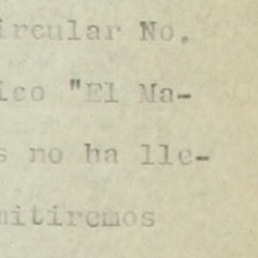 ircular No.
ico "El Ma-
s no ha lle-
mitiremos